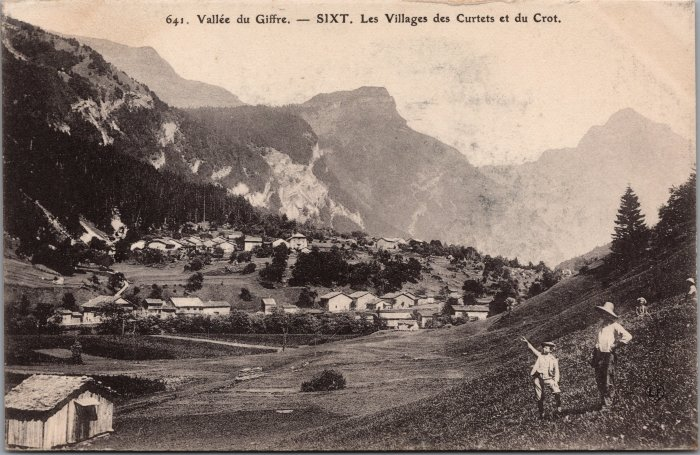 641. Vallée du Giffre. — SIXT. Les Villages des Curtets et du Crot.